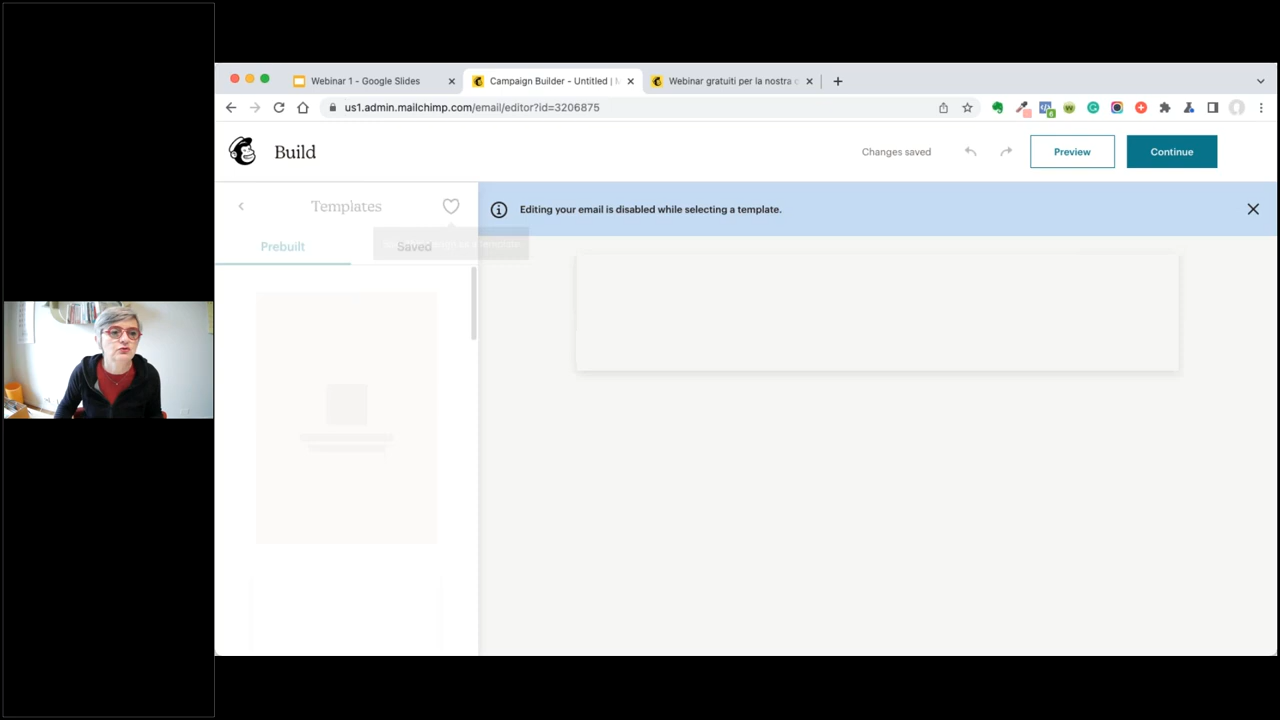 Webinar 1 - Google Slides
Campaign Builder - Untitled |
Webinar gratuiti per la nostra
us1.admin.mailchimp.com/email/editor?id=3206875
Build
Changes saved
Preview
Continue
Templates
Editing your email is disabled while selecting a template.
Prebuilt
Saved